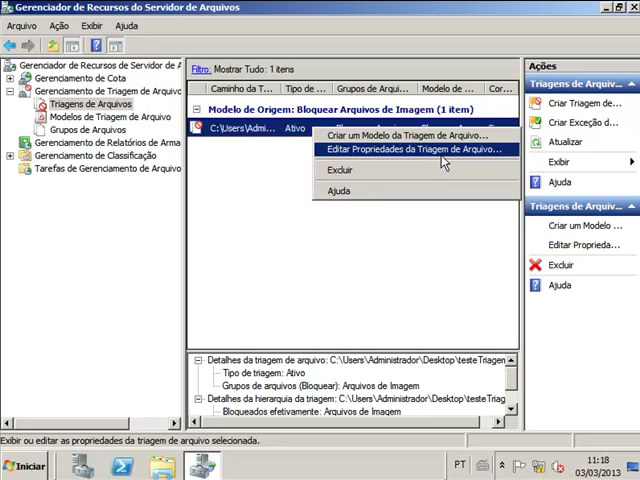 Gerenciador de Recursos do Servidor de Arquivos
Arquivo Ação Exibir Ajuda
Gerenciador de Recursos do Servidor de A
Gerenciamento de Cota
Gerenciamento de Triagem de Arquivo
Triagens de Arquivos
Modelos de Triagem de Arquivo
Grupos de Arquivos
Gerenciamento de Relatórios de Arma
Gerenciamento de Classificação
Tarefas de Gerenciamento de Arquivo
Filtro: Mostrar Tudo: 1 itens
Caminho da T... Tipo de ... Grupos de Arqui... Modelo de ... Cor...
Modelo de Origem: Bloquear Arquivos de Imagem (1 item)
C:\Users\Admi... Ativo
Criar um Modelo da Triagem de Arquivo...
Editar Propriedades da Triagem de Arquivo...
Excluir
Ajuda
Detalhes da triagem de arquivo: C:\Users\Administrador\Desktop\testeTriagen
Tipo de triagem: Ativo
Grupos de arquivos (Bloquear): Arquivos de Imagem
Detalhes da hierarquia da triagem: C:\Users\Administrador\Desktop\testeTriagen
Bloqueados efetivamente: Arquivos de Imagem
Ações
Triagens de Arquiv...
Criar Triagem de...
Criar Exceção d...
Atualizar
Exibir
Ajuda
Triagens de Arquiv...
Criar um Modelo ...
Editar Proprieda...
Excluir
Ajuda
Exibir ou editar as propriedades da triagem de arquivo selecionada.
Iniciar
PT
11:18
03/03/2013